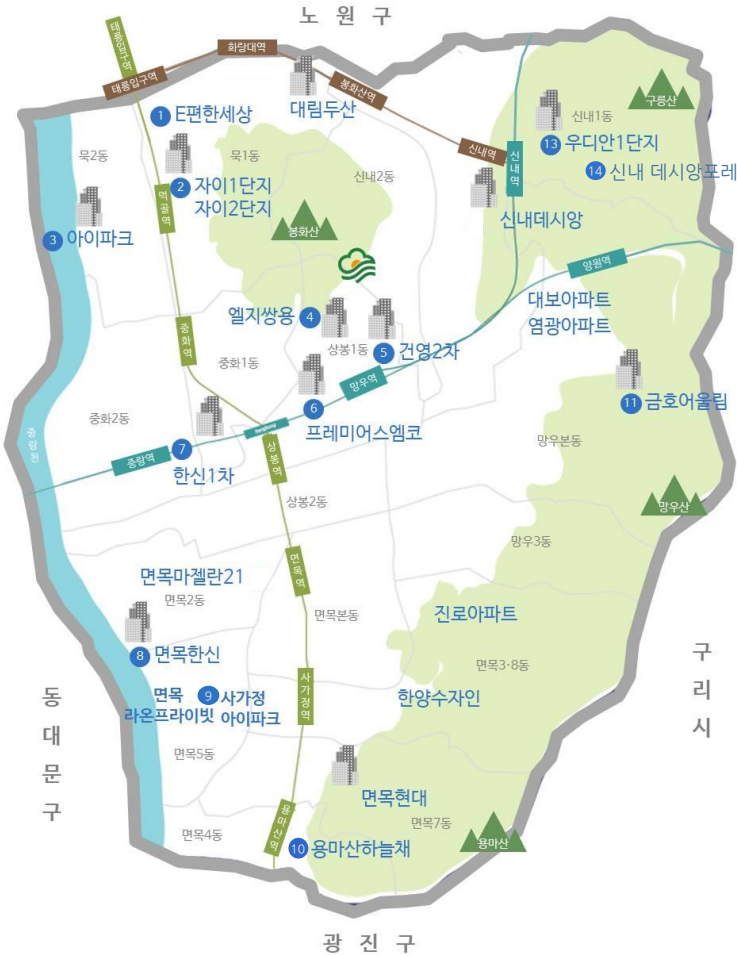 노원구
태릉입구역
화랑대역
태릉입구역
봉화산역
대림두산
1 E편한세상
구릉산
신내1동
묵2동
묵1동
신내2동
신내역
신내역
13 우디안1단지
14 신내 데시앙포레
2 자이1단지
자이2단지
먹골역
신내데시앙
봉화산
3 아이파크
양원역
대보아파트
염광아파트
엘지쌍용 4
상봉1동
5 건영2차
중화역
중화1동
망우역
6
프레미어스엠코
11 금호어울림
중화2동
중랑천
중랑역
7
한신1차
상봉역
망우본동
상봉2동
망우산
망우3동
면목역
면목마젤란21
면목2동
면목본동
진로아파트
8 면목한신
면목3·8동
구리시
사가정역
한양수자인
면목
라온프라이빗
9 사가정
아이파크
동대문구
면목5동
면목현대
면목4동
용마산역
면목7동
용마산
10 용마산하늘채
광진구